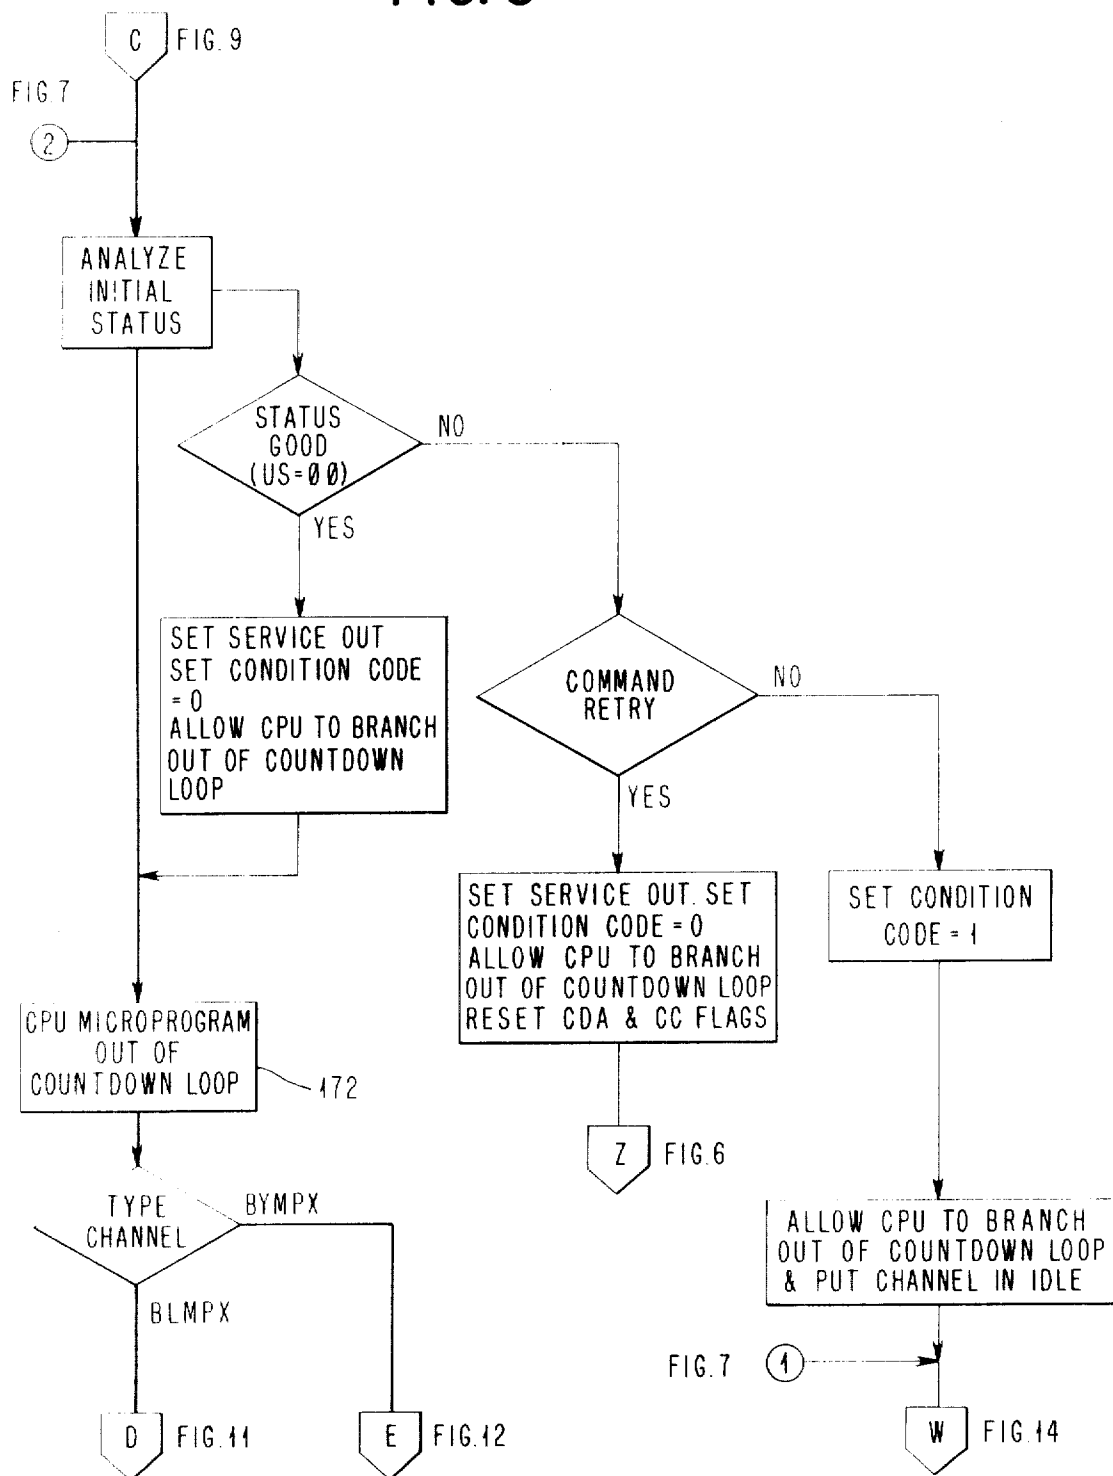 C FIG. 9
FIG. 7
2
ANALYZE
INITIAL
STATUS
STATUS
GOOD
(US=ØØ)
NO
YES
SET SERVICE OUT
SET CONDITION CODE
= 0
ALLOW CPU TO BRANCH
OUT OF COUNTDOWN
LOOP
COMMAND
RETRY
NO
YES
SET SERVICE OUT. SET
CONDITION CODE = 0
ALLOW CPU TO BRANCH
OUT OF COUNTDOWN LOOP
RESET CDA & CC FLAGS
SET CONDITION
CODE = 1
CPU MICROPROGRAM
OUT OF
COUNTDOWN LOOP
172
Z FIG. 6
TYPE
CHANNEL
BYMPX
BLMPX
ALLOW CPU TO BRANCH
OUT OF COUNTDOWN LOOP
& PUT CHANNEL IN IDLE
FIG. 7 1
D FIG. 11
E FIG. 12
W FIG. 14